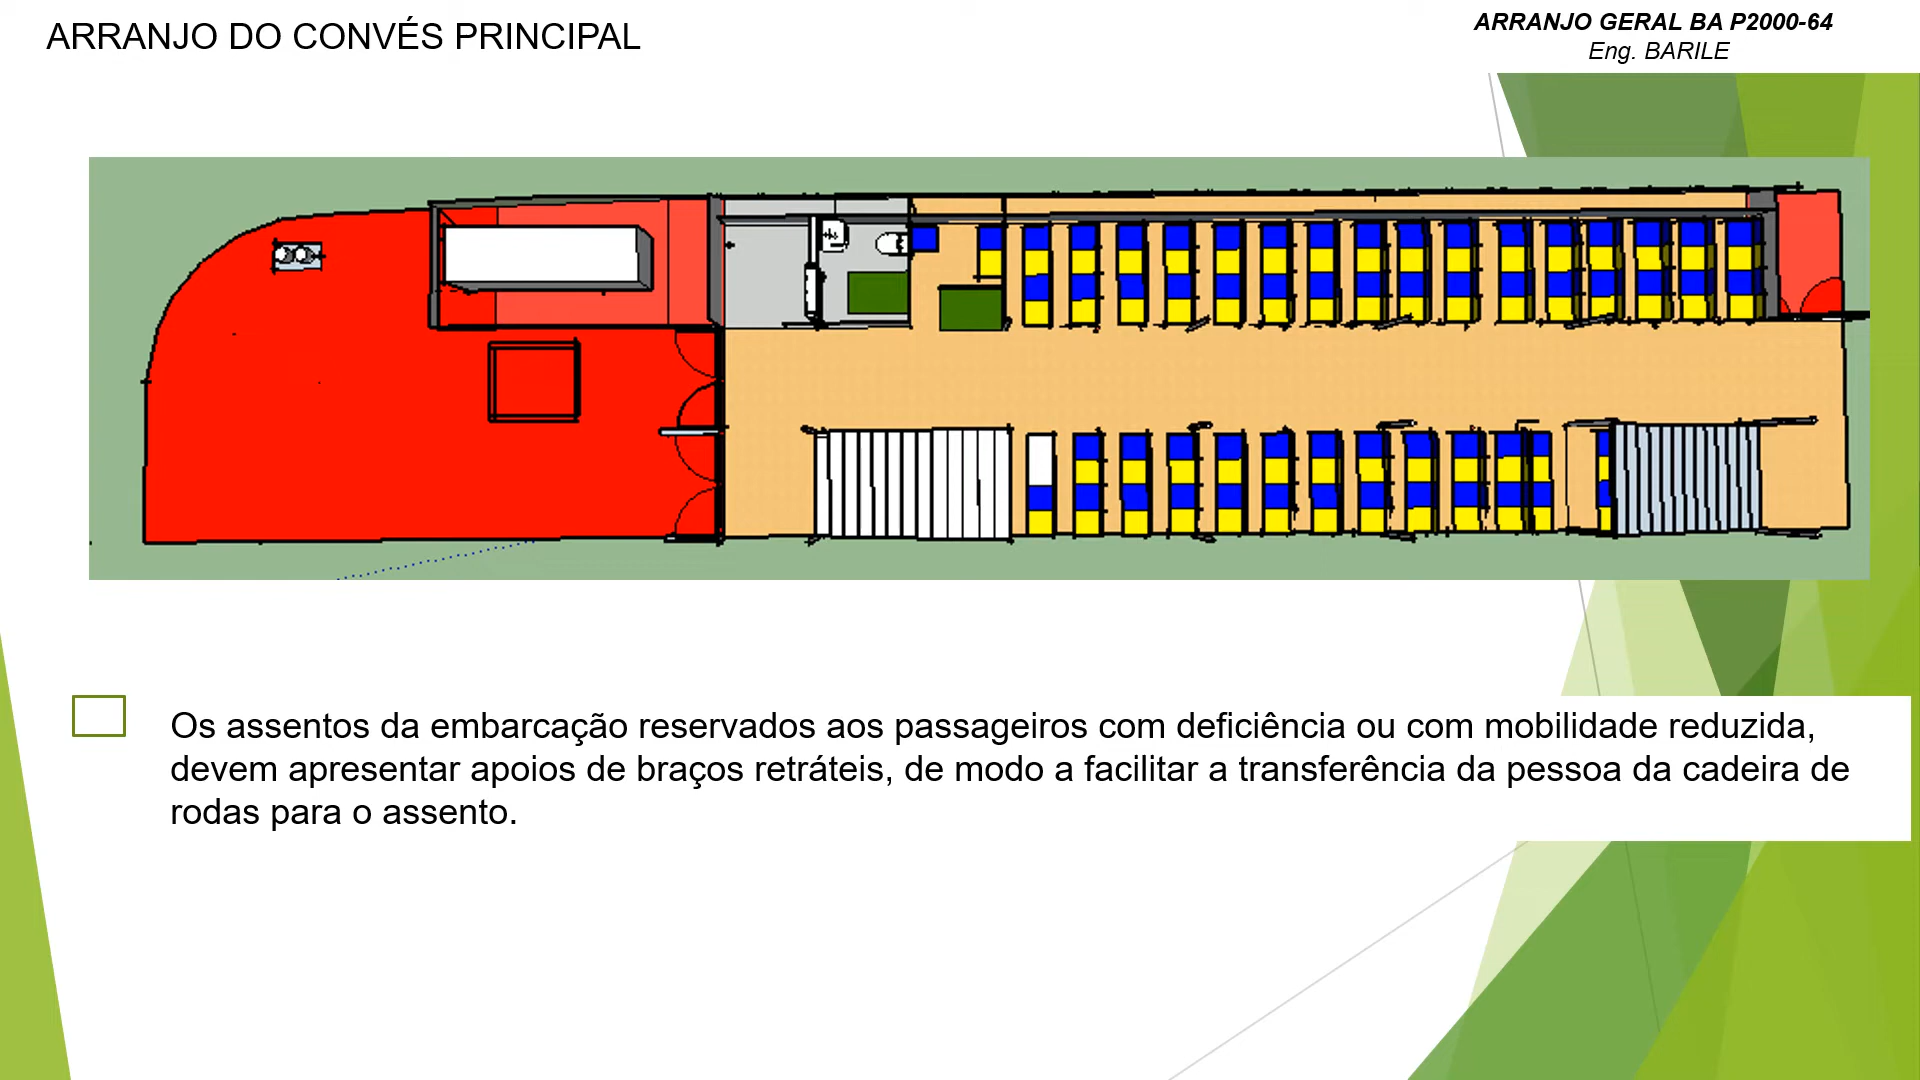 ARRANJO DO CONVÉS PRINCIPAL
ARRANJO GERAL BA P2000-64
Eng. BARILE
Os assentos da embarcação reservados aos passageiros com deficiência ou com mobilidade reduzida,
devem apresentar apoios de braços retráteis, de modo a facilitar a transferência da pessoa da cadeira de
rodas para o assento.